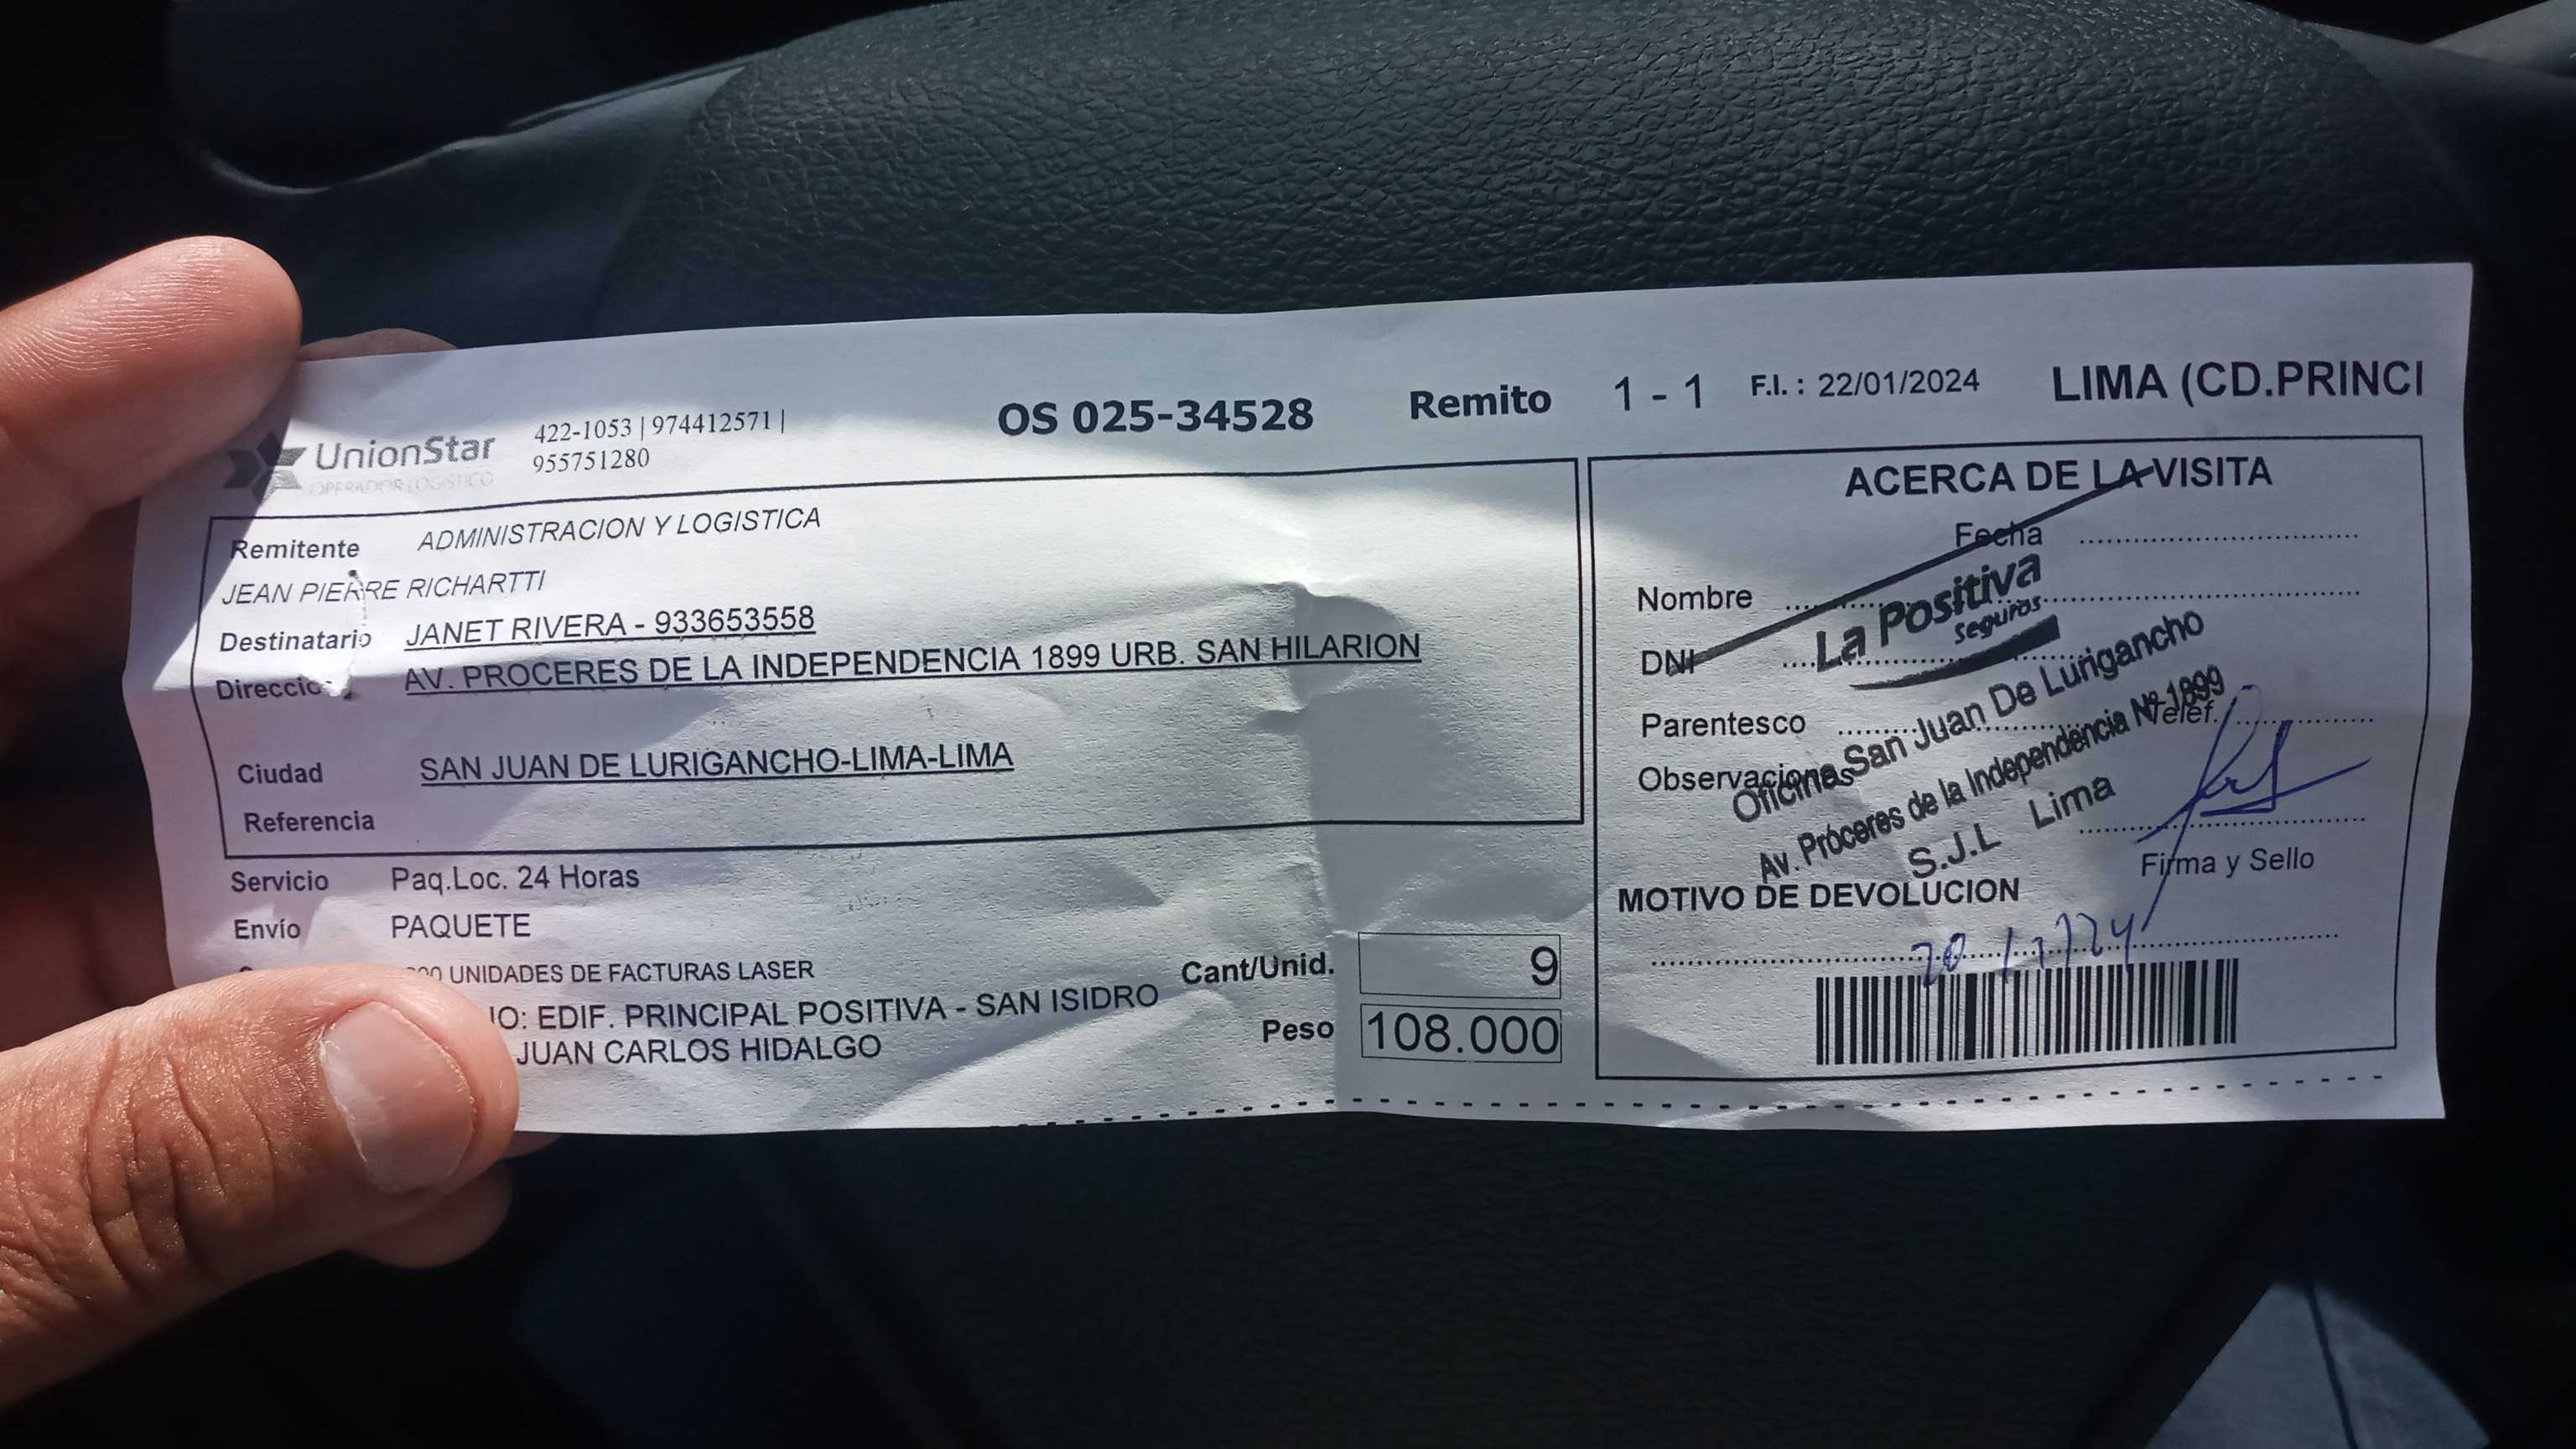 UnionStar
OPERADOR LOGISTICO
422-1053 | 974412571 |
955751280
OS 025-34528
Remito 1 - 1
F.I. : 22/01/2024
LIMA (CD.PRINCI
Remitente ADMINISTRACION Y LOGISTICA
JEAN PIERRE RICHARTTI
Destinatario JANET RIVERA - 933653558
AV. PROCERES DE LA INDEPENDENCIA 1899 URB. SAN HILARION
Ciudad SAN JUAN DE LURIGANCHO-LIMA-LIMA
Referencia
Servicio Paq.Loc. 24 Horas
Envío PAQUETE
UNIDADES DE FACTURAS LASER
IO: EDIF. PRINCIPAL POSITIVA - SAN ISIDRO
JUAN CARLOS HIDALGO
Cant/Unid. 9
Peso 108.000
ACERCA DE LA VISITA
Fecha
Nombre
DNI
Parentesco
Telef.
Observaciones
La Positiva
Seguros
Oficina San Juan De Lurigancho
Av. Próceres de la Independencia Nº 1899
S.J.L Lima
Firma y Sello
MOTIVO DE DEVOLUCION